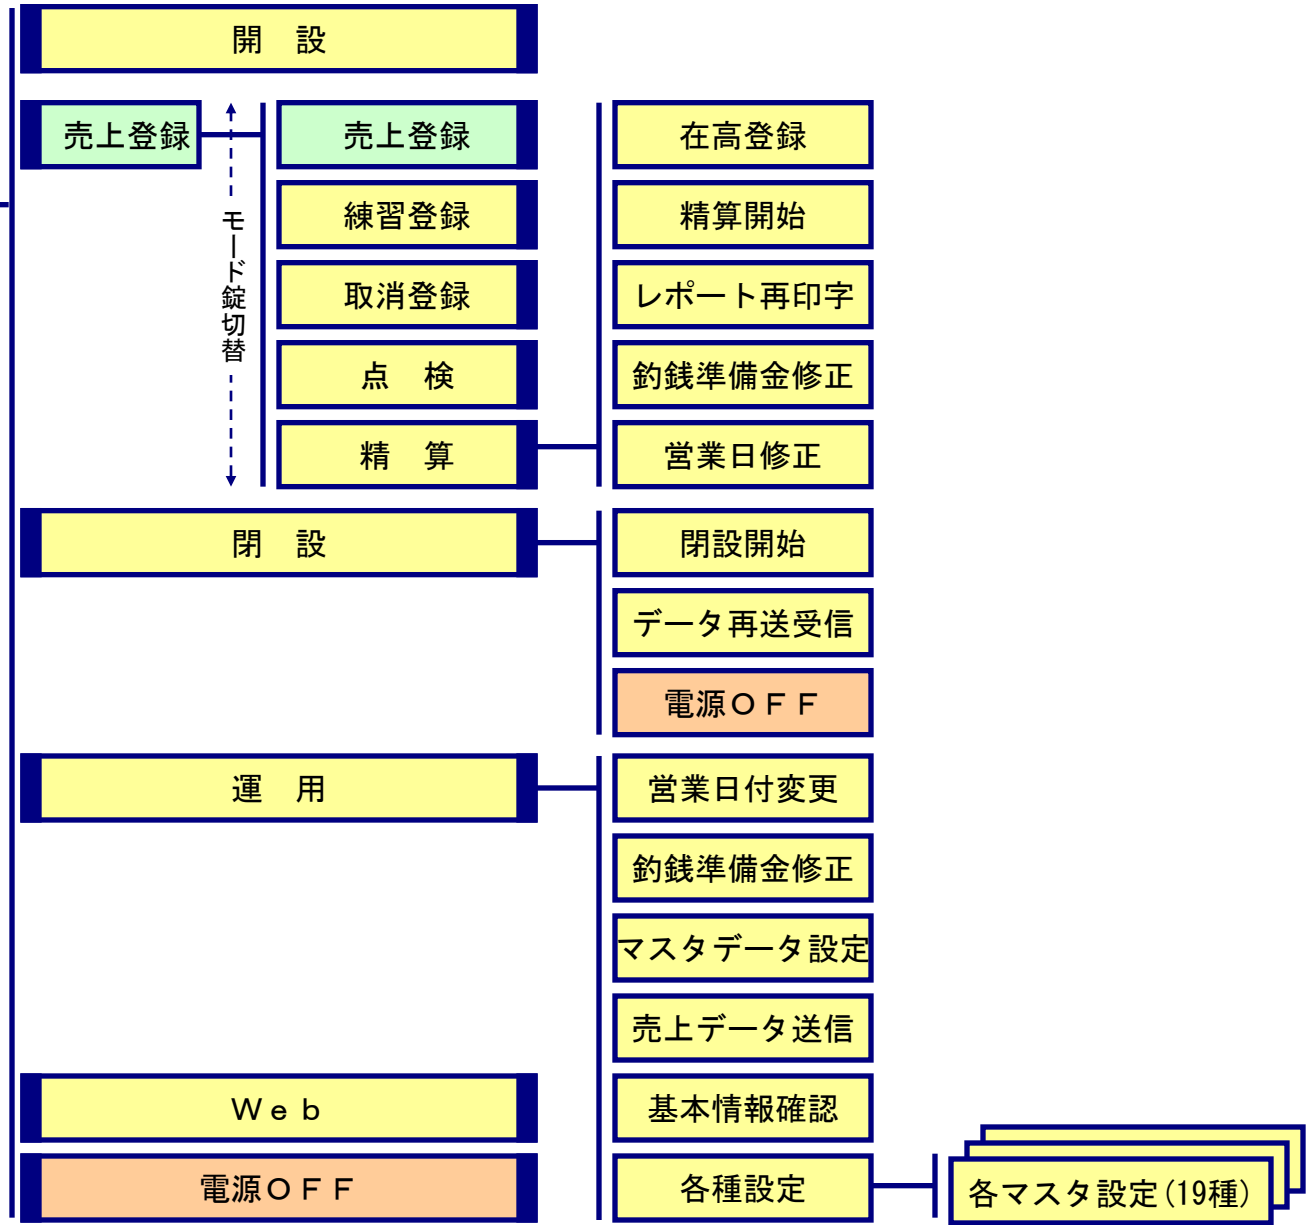 開　設
売上登録
モード錠切替
売上登録
練習登録
取消登録
点　検
精　算
在高登録
精算開始
レポート再印字
釣銭準備金修正
営業日修正
閉　設
閉設開始
データ再送受信
電源ＯＦＦ
運　用
営業日付変更
釣銭準備金修正
マスタデータ設定
売上データ送信
基本情報確認
各種設定
各マスタ設定(19種)
Ｗｅｂ
電源ＯＦＦ